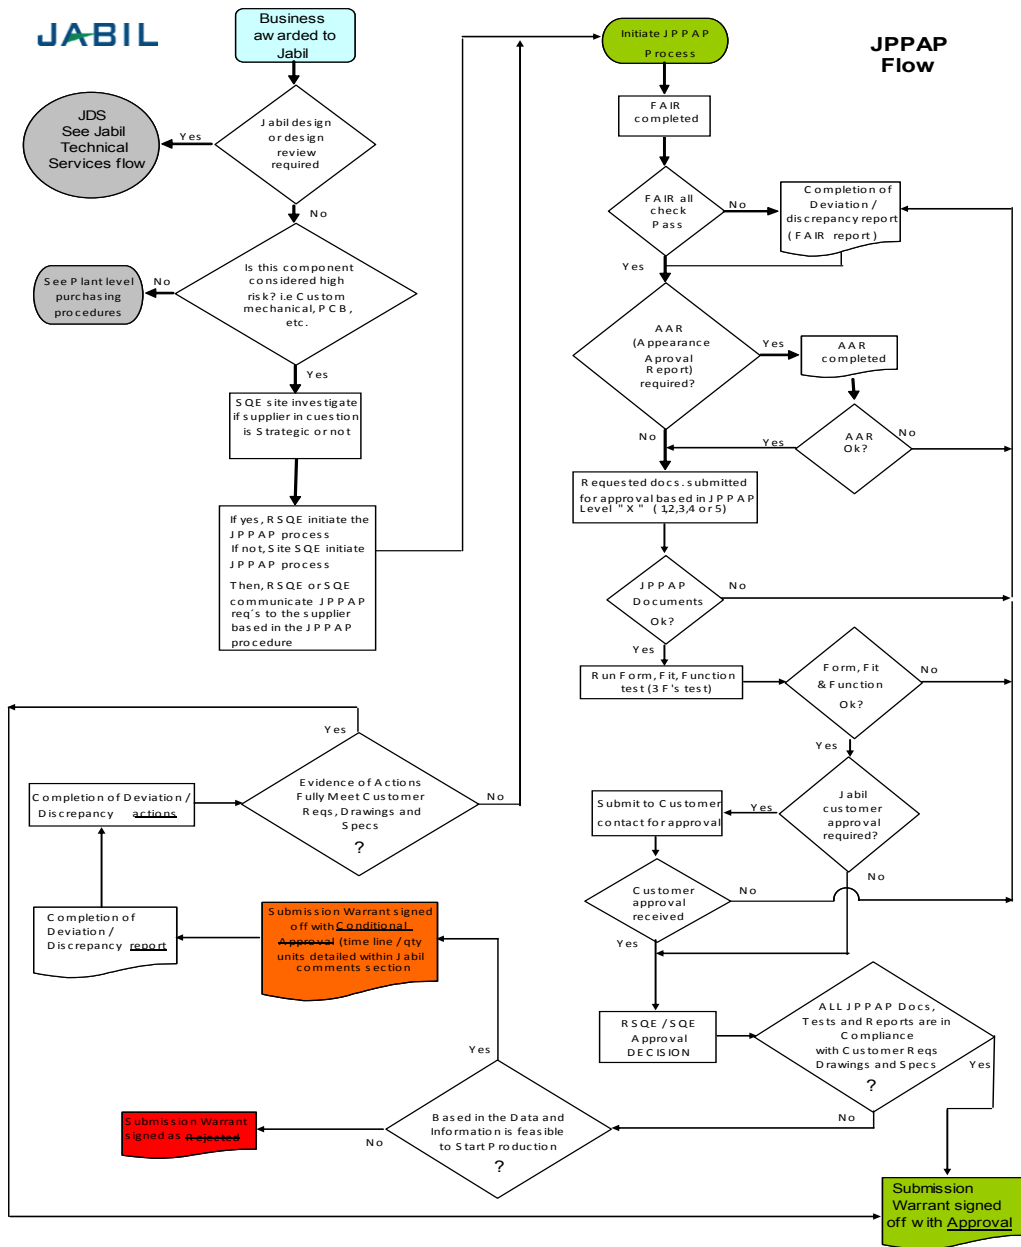 JABIL
JPPAP
Flow
Business
awarded to
Jabil
Jabil design
or design
review
required
Yes
JDS
See Jabil
Technical
Services flow
No
Is this component
considered high
risk? i.e Custom
mechanical, PCB,
etc.
No
See Plant level
purchasing
procedures
Yes
SQE site investigate
if supplier in cuestion
is Strategic or not
If yes, RSQE initiate the
JPPAP process
If not, Site SQE initiate
JPPAP process
Then, RSQE or SQE
communicate JPPAP
req´s to the supplier
based in the JPPAP
procedure
Initiate JPPAP
Process
FAIR
completed
FAIR all
check
Pass
No
Completion of
Deviation /
discrepancy report
(FAIR report)
Yes
AAR
(Appearance
Aproval
Report)
required?
Yes
AAR
completed
AAR
Ok?
No
Yes
No
Requested docs. submitted
for approval based in JPPAP
Level "X" (1,2,3,4 or 5)
JPPAP
Documents
Ok?
No
Yes
Run Form, Fit, Function
test (3 F's test)
Form, Fit
& Function
Ok?
No
Yes
Jabil
customer
approval
required?
Yes
Submit to Customer
contact for approval
No
Customer
approval
received
No
Yes
RSQE / SQE
Approval
DECISION
ALL JPPAP Docs,
Tests and Reports are in
Compliance
with Customer Reqs
Drawings and Specs
?
Yes
No
Based in the Data and
Information is feasible
to Start Production
?
No
Submission Warrant
signed as Rejected
Yes
Submission Warrant signed
off with Conditional
Approval (time line / qty
units detailed within Jabil
comments section
Completion of
Deviation /
Discrepancy report
Completion of Deviation /
Discrepancy actions
Evidence of Actions
Fully Meet Customer
Reqs, Drawings and
Specs
?
Yes
No
Submission
Warrant signed
off with Approval